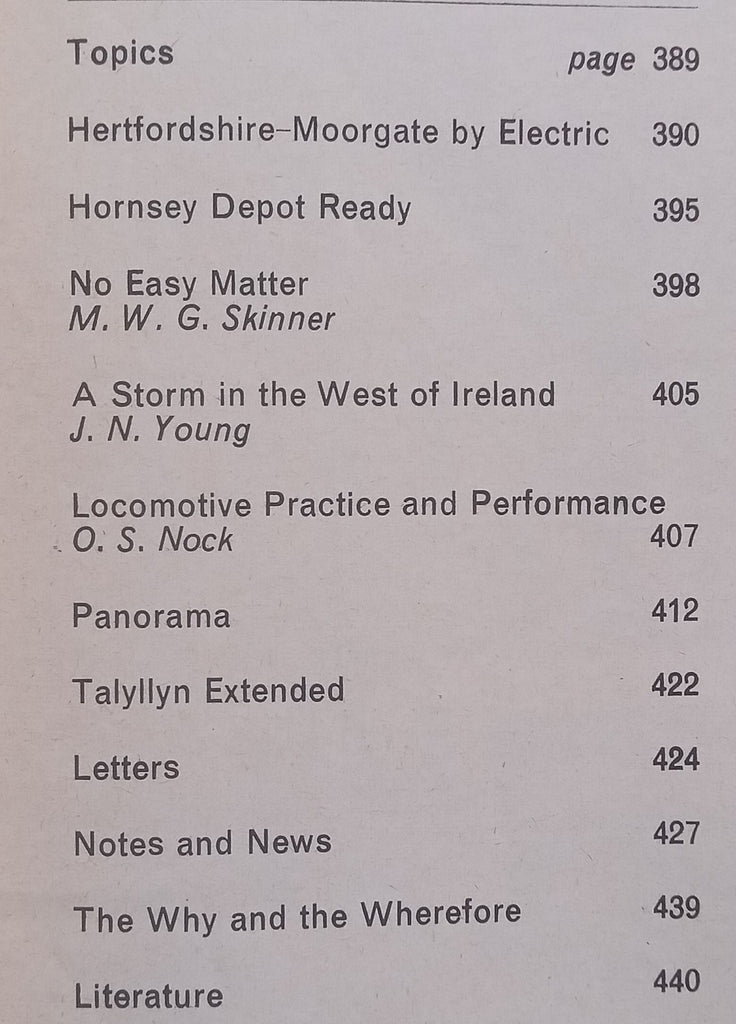 Topics page 389
Hertfordshire–Moorgate by Electric 390
Hornsey Depot Ready 395
No Easy Matter 398
M. W. G. Skinner
A Storm in the West of Ireland 405
J. N. Young
Locomotive Practice and Performance
O. S. Nock 407
Panorama 412
Talyllyn Extended 422
Letters 424
Notes and News 427
The Why and the Wherefore 439
Literature 440